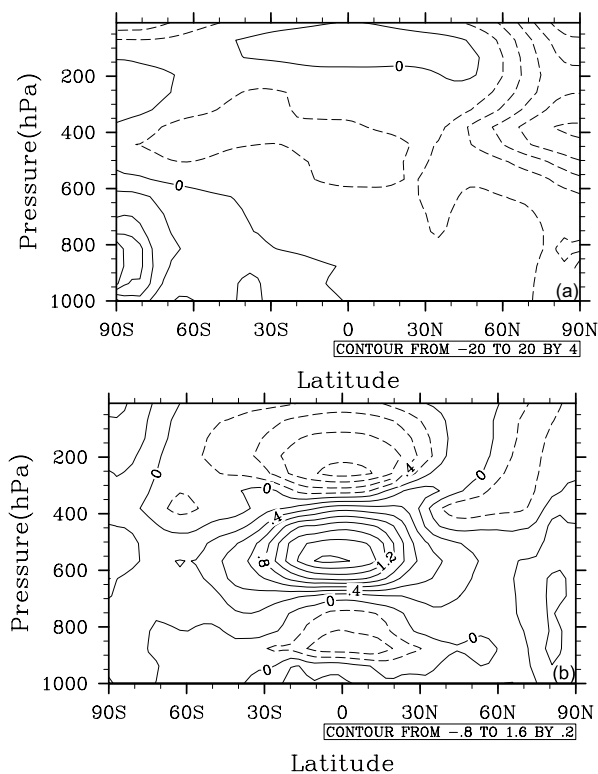 200
400
600
800
1000
Pressure(hPa)
0
0
(a)
90S 60S 30S 0 30N 60N 90N
CONTOUR FROM -20 TO 20 BY 4
Latitude
200
400
600
800
1000
Pressure(hPa)
0
0
.4
0
.4
.8
1.2
.4
0
0
0
(b)
90S 60S 30S 0 30N 60N 90N
CONTOUR FROM -.8 TO 1.6 BY .2
Latitude